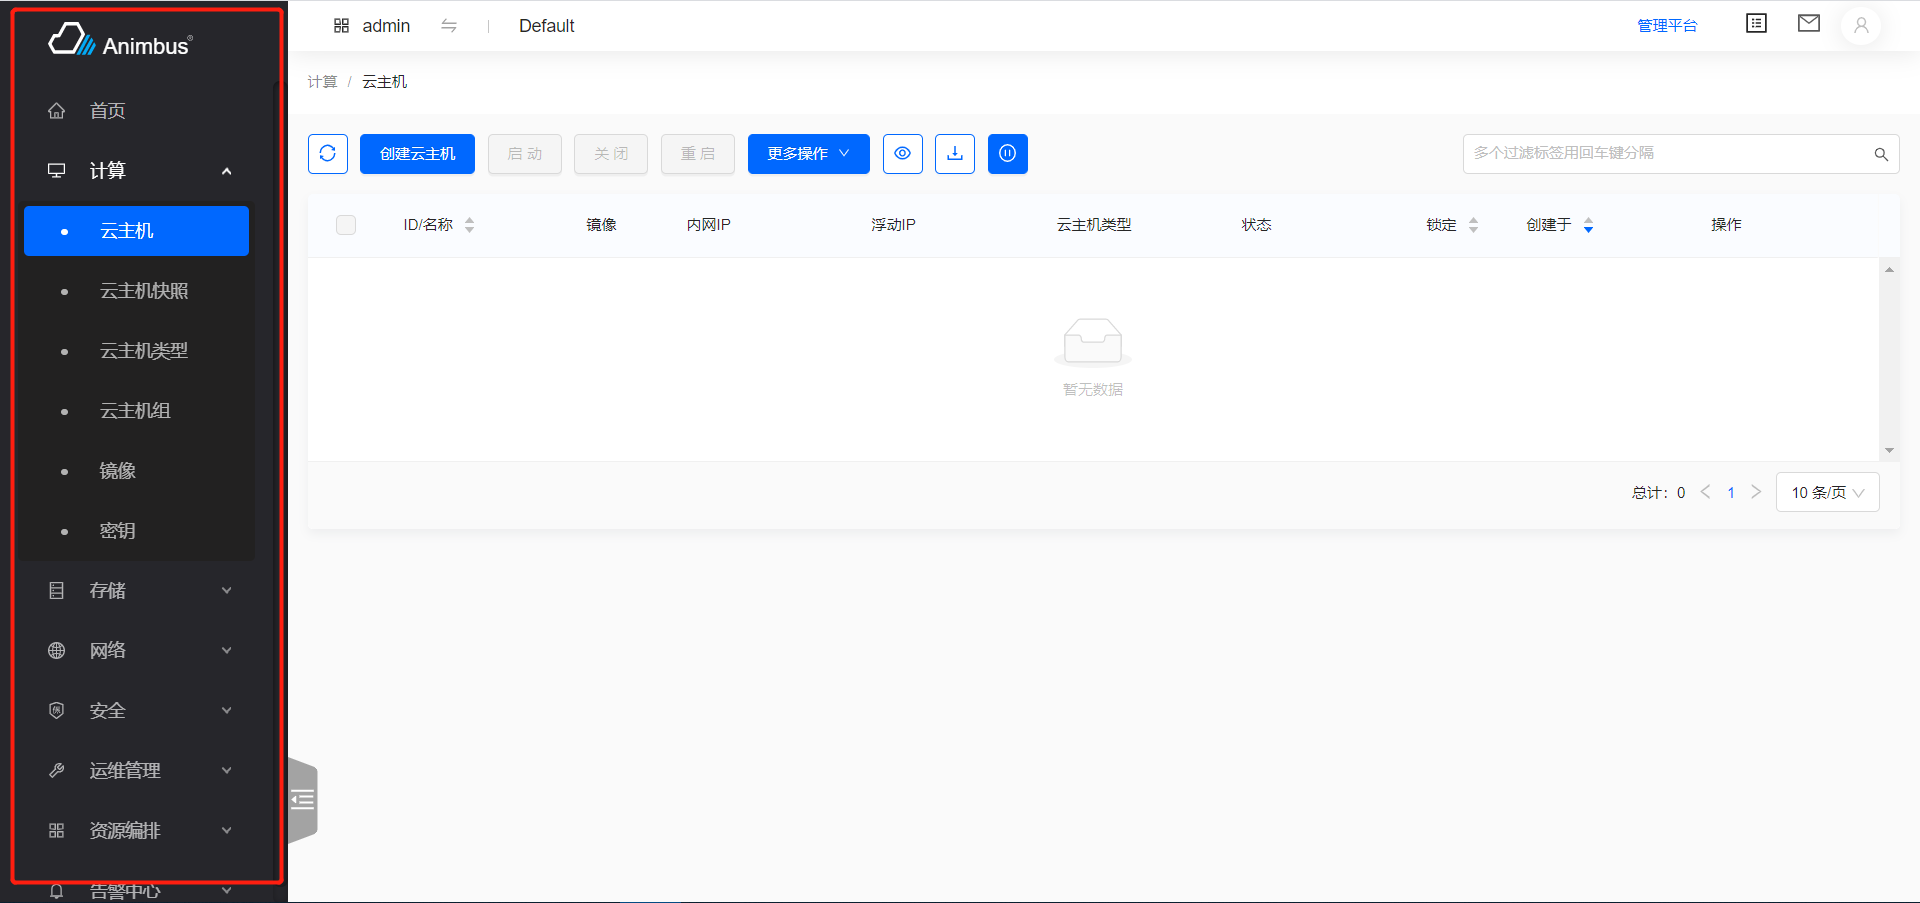 Animbus®
admin
Default
管理平台
计算 / 云主机
首页
计算
云主机
云主机快照
云主机类型
云主机组
镜像
密钥
存储
网络
安全
运维管理
资源编排
告警中心
创建云主机
启 动
关 闭
重 启
更多操作
多个过滤标签用回车键分隔
ID/名称
镜像
内网IP
浮动IP
云主机类型
状态
锁定
创建于
操作
暂无数据
总计：0
1
10 条/页